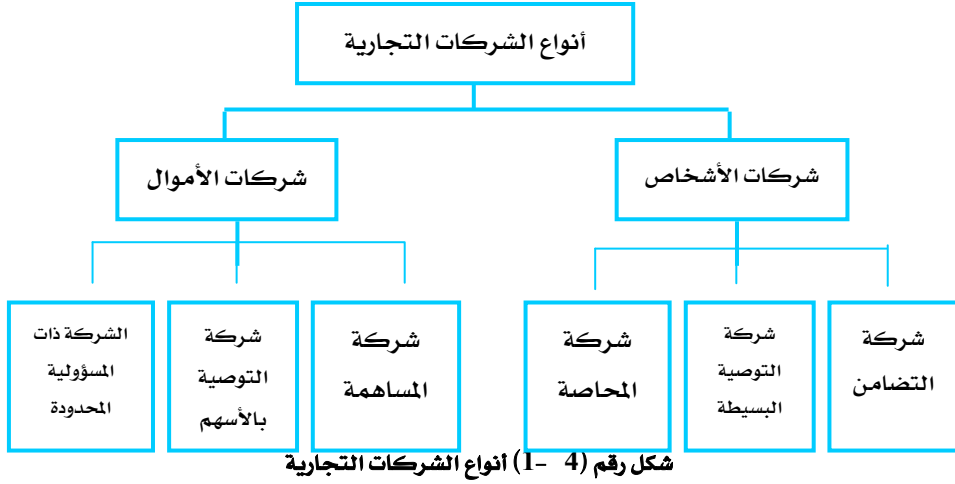 أنواع الشركات التجارية
شركات الأشخاص
شركات الأموال
شركة
التضامن
شركة
التوصية
البسيطة
شركة
المحاصة
شركة
المساهمة
شركة
التوصية
بالأسهم
الشركة ذات
المسؤولية
المحدودة
شكل رقم (4 -1) أنواع الشركات التجارية